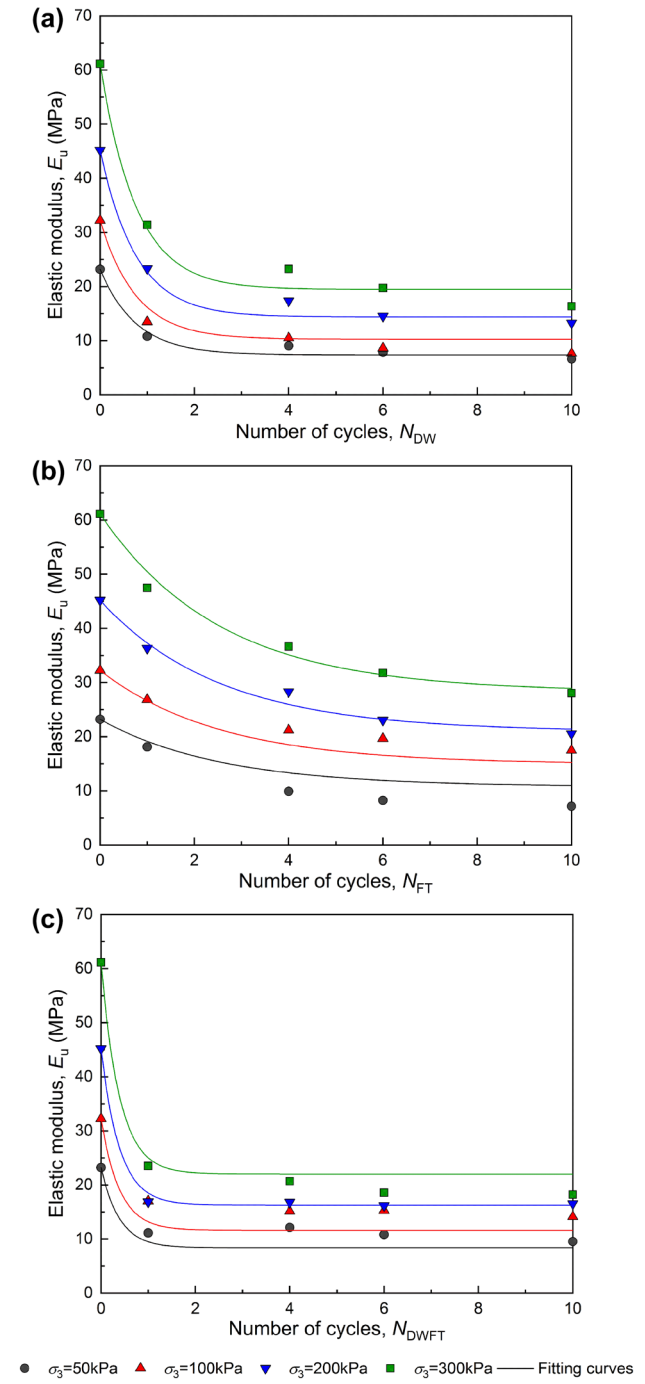 (a)
70
60
50
40
30
20
10
0
Elastic modulus, Eu (MPa)
0 2 4 6 8 10
Number of cycles, NDW
(b)
70
60
50
40
30
20
10
0
Elastic modulus, Eu (MPa)
0 2 4 6 8 10
Number of cycles, NFT
(c)
70
60
50
40
30
20
10
0
Elastic modulus, Eu (MPa)
0 2 4 6 8 10
Number of cycles, NDWFT
σ3=50kPa σ3=100kPa σ3=200kPa σ3=300kPa Fitting curves